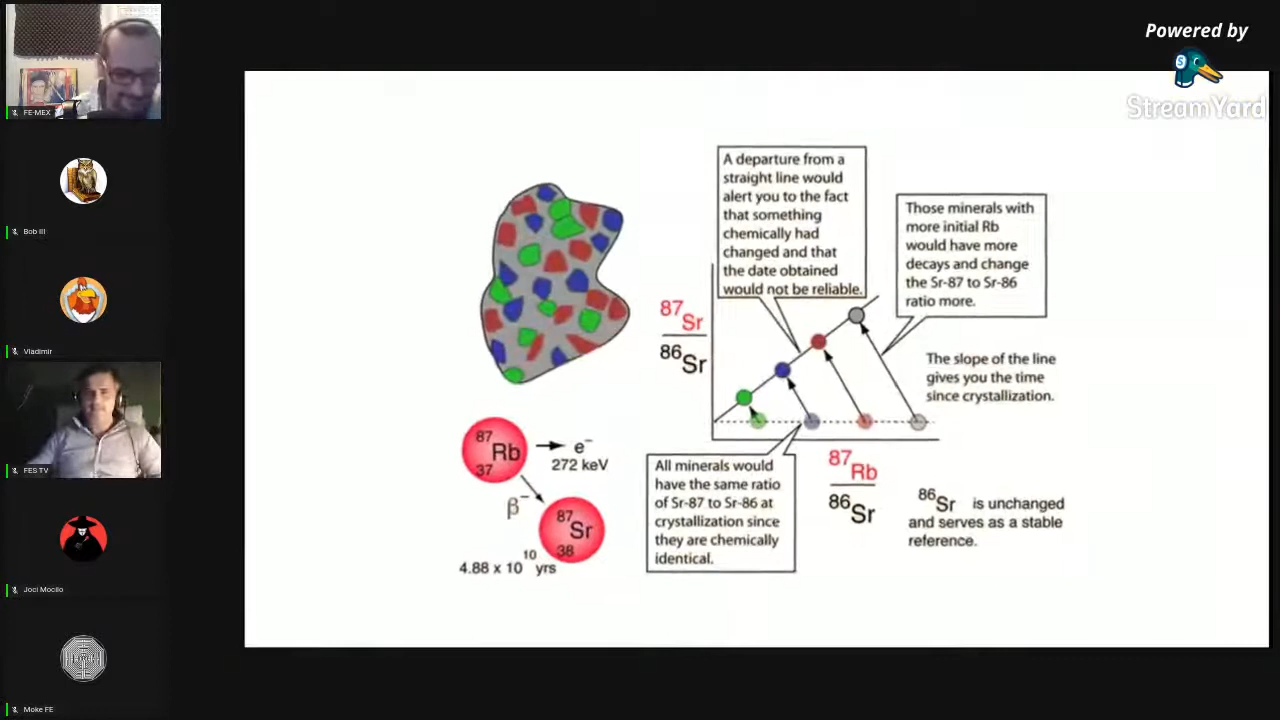 Powered by
StreamYard
FE-MEX
Bob III
Vladimir
FES TV
Joci Mocilo
Moke FE
A departure from a
straight line would
alert you to the fact
that something
chemically had
changed and that
the date obtained
would not be reliable.
Those minerals with
more initial Rb
would have more
decays and change
the Sr-87 to Sr-86
ratio more.
87Sr
86Sr
The slope of the line
gives you the time
since crystallization.
87
37 Rb
e⁻
272 keV
β⁻
87
38 Sr
4.88 x 10¹⁰ yrs
All minerals would
have the same ratio
of Sr-87 to Sr-86 at
crystallization since
they are chemically
identical.
87Rb
86Sr
86Sr is unchanged
and serves as a stable
reference.